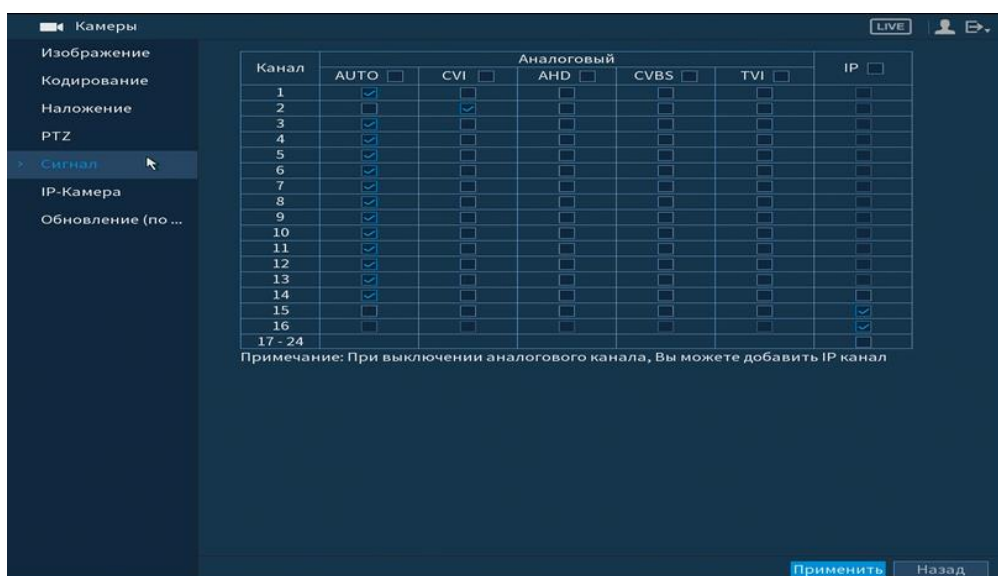 Камеры
LIVE
Изображение
Кодирование
Наложение
PTZ
Сигнал
IP-Камера
Обновление (по ...
Канал Аналоговый IP
AUTO CVI AHD CVBS TVI
1
2
3
4
5
6
7
8
9
10
11
12
13
14
15
16
17 - 24
Примечание: При выключении аналогового канала, Вы можете добавить IP канал
Применить Назад